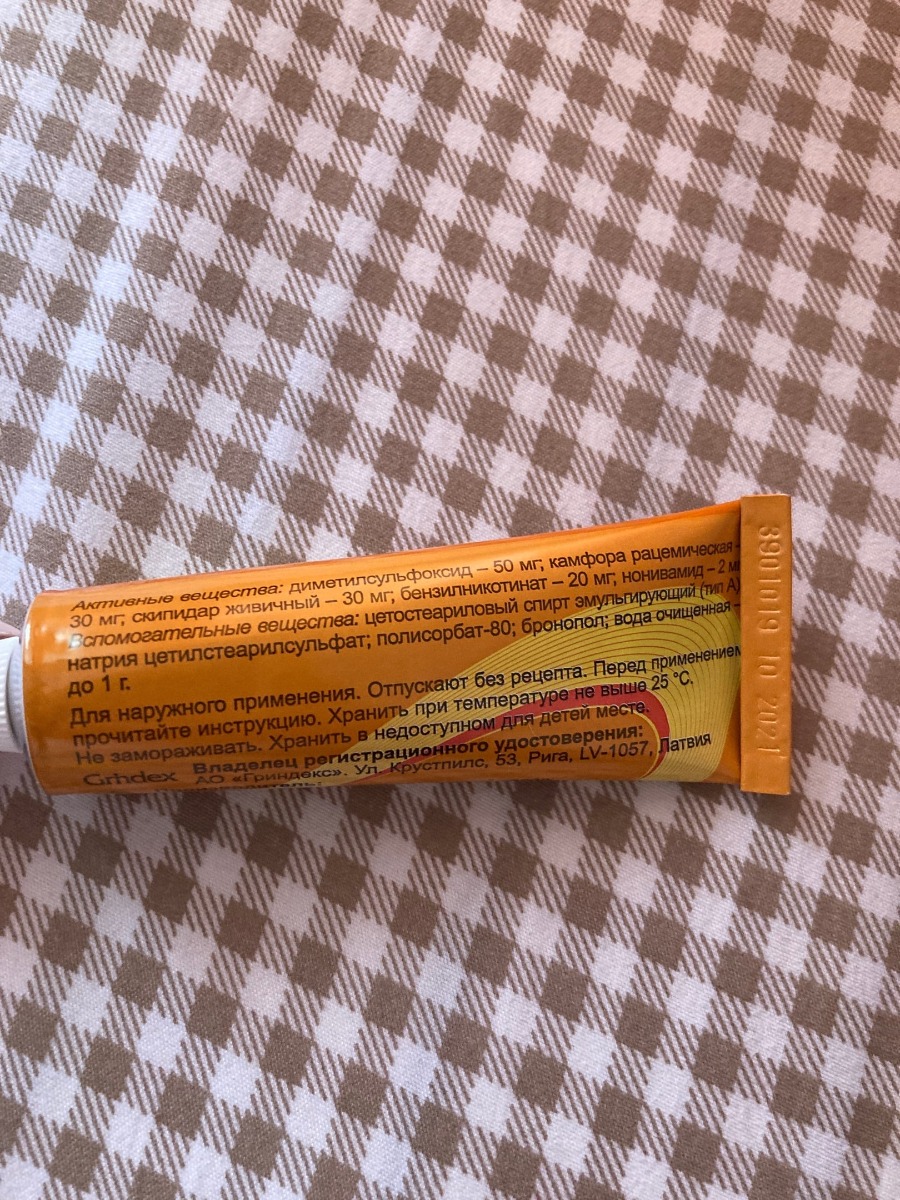 Активные вещества: диметилсульфоксид – 50 мг; камфора рацемическая –
30 мг; скипидар живичный – 30 мг; бензилникотинат – 20 мг; нонивамид – 2 мг
Вспомогательные вещества: цетостеариловый спирт эмульгирующий (тип А)
натрия цетилстеарилсульфат; полисорбат-80; бронопол; вода очищенная –
до 1 г.
Для наружного применения. Отпускают без рецепта. Перед применением
прочитайте инструкцию. Хранить при температуре не выше 25 °С.
Не замораживать. Хранить в недоступном для детей месте.
Владелец регистрационного удостоверения:
Grindex АО «Гриндекс». Ул. Крустпилс, 53, Рига, LV-1057, Латвия
3901019 10 2021